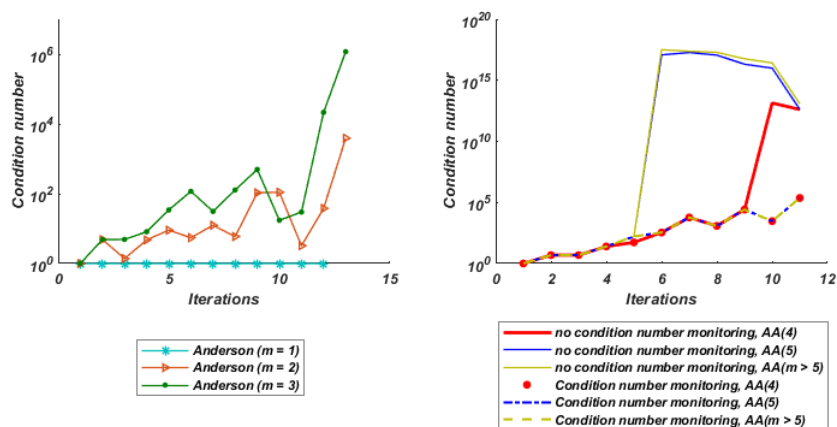 10^6
10^4
10^2
10^0
Condition number
0
5
10
15
Iterations
Anderson (m = 1)
Anderson (m = 2)
Anderson (m = 3)
10^20
10^15
10^10
10^5
10^0
Condition number
0
2
4
6
8
10
12
Iterations
no condition number monitoring, AA(4)
no condition number monitoring, AA(5)
no condition number monitoring, AA(m > 5)
Condition number monitoring, AA(4)
Condition number monitoring, AA(5)
Condition number monitoring, AA(m > 5)